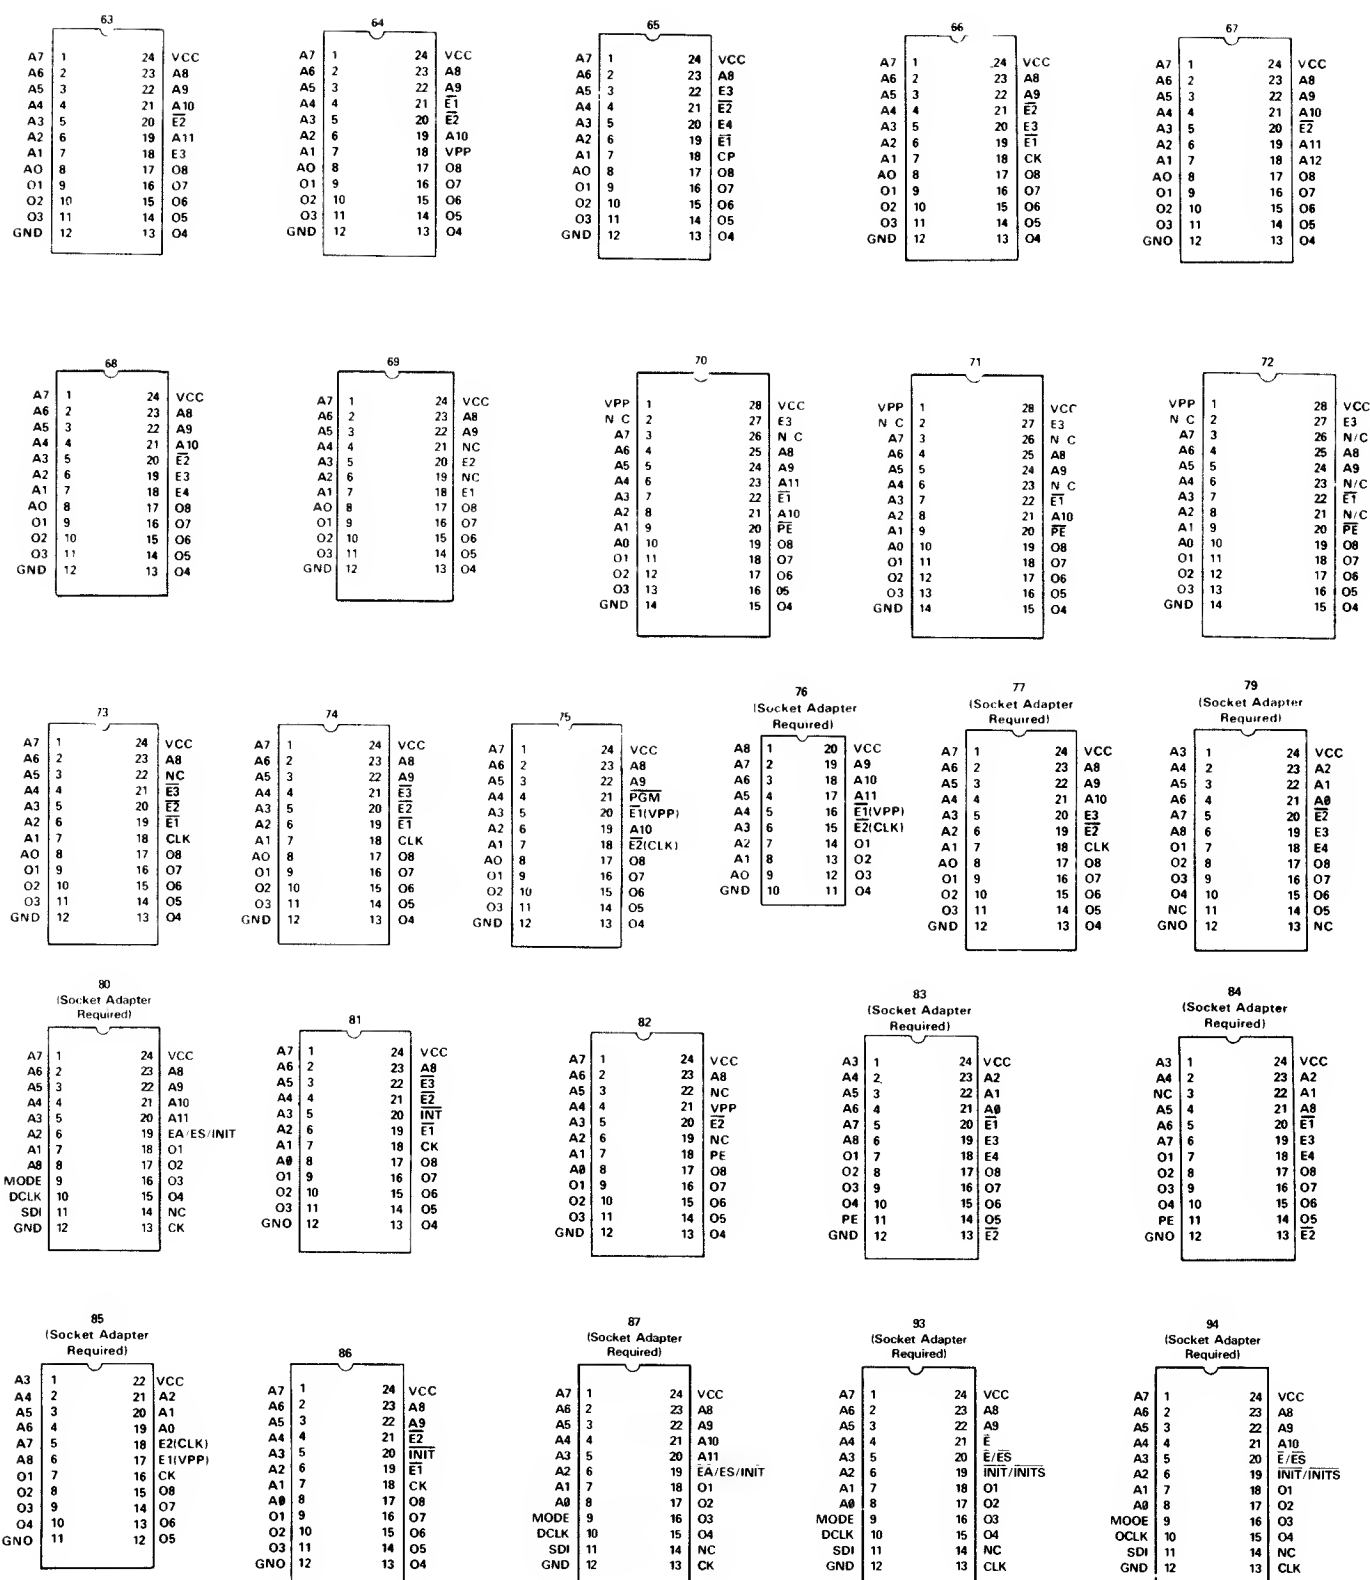 63
A7 1 24 VCC
A6 2 23 A8
A5 3 22 A9
A4 4 21 A10
A3 5 20 E̅2̅
A2 6 19 A11
A1 7 18 E3
AO 8 17 O8
O1 9 16 O7
O2 10 15 O6
O3 11 14 O5
GND 12 13 O4
64
A7 1 24 VCC
A6 2 23 A8
A5 3 22 A9
A4 4 21 E̅1̅
A3 5 20 E̅2̅
A2 6 19 A10
A1 7 18 VPP
AO 8 17 O8
O1 9 16 O7
O2 10 15 O6
O3 11 14 O5
GND 12 13 O4
65
A7 1 24 VCC
A6 2 23 A8
A5 3 22 E3
A4 4 21 E̅2̅
A3 5 20 E4
A2 6 19 E̅1̅
A1 7 18 CP
AO 8 17 O8
O1 9 16 O7
O2 10 15 O6
O3 11 14 O5
GND 12 13 O4
66
A7 1 24 VCC
A6 2 23 A8
A5 3 22 A9
A4 4 21 E̅2̅
A3 5 20 E3
A2 6 19 E̅1̅
A1 7 18 CK
AO 8 17 O8
O1 9 16 O7
O2 10 15 O6
O3 11 14 O5
GND 12 13 O4
67
A7 1 24 VCC
A6 2 23 A8
A5 3 22 A9
A4 4 21 A10
A3 5 20 E̅2̅
A2 6 19 A11
A1 7 18 A12
AO 8 17 O8
O1 9 16 O7
O2 10 15 O6
O3 11 14 O5
GNO 12 13 O4
68
A7 1 24 VCC
A6 2 23 A8
A5 3 22 A9
A4 4 21 A10
A3 5 20 E̅2̅
A2 6 19 E3
A1 7 18 E4
AO 8 17 O8
O1 9 16 O7
O2 10 15 O6
O3 11 14 O5
GND 12 13 O4
69
A7 1 24 VCC
A6 2 23 A8
A5 3 22 A9
A4 4 21 NC
A3 5 20 E2
A2 6 19 NC
A1 7 18 E1
AO 8 17 O8
O1 9 16 O7
O2 10 15 O6
O3 11 14 O5
GND 12 13 O4
70
VPP 1 28 VCC
N C 2 27 E3
A7 3 26 N C
A6 4 25 A8
A5 5 24 A9
A4 6 23 A11
A3 7 22 E̅1̅
A2 8 21 A10
A1 9 20 P̅E̅
A0 10 19 O8
O1 11 18 O7
O2 12 17 O6
O3 13 16 05
GND 14 15 O4
71
VPP 1 28 VCC
N C 2 27 E3
A7 3 26 N C
A6 4 25 A8
A5 5 24 A9
A4 6 23 N C
A3 7 22 E̅1̅
A2 8 21 A10
A1 9 20 P̅E̅
A0 10 19 O8
O1 11 18 O7
O2 12 17 O6
O3 13 16 O5
GND 14 15 O4
72
VPP 1 28 VCC
N C 2 27 E3
A7 3 26 N/C
A6 4 25 A8
A5 5 24 A9
A4 6 23 N/C
A3 7 22 E̅1̅
A2 8 21 N/C
A1 9 20 P̅E̅
A0 10 19 O8
O1 11 18 O7
O2 12 17 O6
O3 13 16 O5
GND 14 15 O4
73
A7 1 24 VCC
A6 2 23 A8
A5 3 22 NC
A4 4 21 E̅3̅
A3 5 20 E̅2̅
A2 6 19 E̅1̅
A1 7 18 CLK
AO 8 17 O8
O1 9 16 O7
O2 10 15 O6
O3 11 14 O5
GND 12 13 O4
74
A7 1 24 VCC
A6 2 23 A8
A5 3 22 A9
A4 4 21 E̅3̅
A3 5 20 E̅2̅
A2 6 19 E̅1̅
A1 7 18 CLK
AO 8 17 O8
O1 9 16 O7
O2 10 15 O6
O3 11 14 O5
GND 12 13 O4
75
A7 1 24 VCC
A6 2 23 A8
A5 3 22 A9
A4 4 21 P̅G̅M̅
A3 5 20 E̅1̅(VPP)
A2 6 19 A10
A1 7 18 E̅2̅(CLK)
AO 8 17 O8
O1 9 16 O7
O2 10 15 O6
O3 11 14 O5
GND 12 13 O4
76
(Socket Adapter
Required)
A8 1 20 VCC
A7 2 19 A9
A6 3 18 A10
A5 4 17 A11
A4 5 16 E̅1̅(VPP)
A3 6 15 E̅2̅(CLK)
A2 7 14 O1
A1 8 13 O2
AO 9 12 O3
GND 10 11 O4
77
(Socket Adapter
Required)
A7 1 24 VCC
A6 2 23 A8
A5 3 22 A9
A4 4 21 A10
A3 5 20 E3
A2 6 19 E̅2̅
A1 7 18 CLK
AO 8 17 O8
O1 9 16 O7
O2 10 15 O6
O3 11 14 O5
GND 12 13 O4
79
(Socket Adapter
Required)
A3 1 24 VCC
A4 2 23 A2
A5 3 22 A1
A6 4 21 A0
A7 5 20 E̅2̅
A8 6 19 E3
O1 7 18 E4
O2 8 17 O8
O3 9 16 O7
O4 10 15 O6
NC 11 14 O5
GNO 12 13 NC
80
(Socket Adapter
Required)
A7 1 24 VCC
A6 2 23 A8
A5 3 22 A9
A4 4 21 A10
A3 5 20 A11
A2 6 19 EA/ES/INIT
A1 7 18 O1
A8 8 17 O2
MODE 9 16 O3
DCLK 10 15 O4
SDI 11 14 NC
GND 12 13 CK
81
A7 1 24 VCC
A6 2 23 A8
A5 3 22 E̅3̅
A4 4 21 E̅2̅
A3 5 20 I̅N̅T̅
A2 6 19 E̅1̅
A1 7 18 CK
A0 8 17 O8
O1 9 16 O7
O2 10 15 O6
O3 11 14 O5
GNO 12 13 O4
82
A7 1 24 VCC
A6 2 23 A8
A5 3 22 NC
A4 4 21 VPP
A3 5 20 E̅2̅
A2 6 19 NC
A1 7 18 PE
A0 8 17 O8
O1 9 16 O7
O2 10 15 O6
O3 11 14 O5
GND 12 13 O4
83
(Socket Adapter
Required)
A3 1 24 VCC
A4 2 23 A2
A5 3 22 A1
A6 4 21 A0
A7 5 20 E̅1̅
A8 6 19 E3
O1 7 18 E4
O2 8 17 O8
O3 9 16 O7
O4 10 15 O6
PE 11 14 O5
GND 12 13 E̅2̅
84
(Socket Adapter
Required)
A3 1 24 VCC
A4 2 23 A2
NC 3 22 A1
A5 4 21 A8
A6 5 20 E̅1̅
A7 6 19 E3
O1 7 18 E4
O2 8 17 O8
O3 9 16 O7
O4 10 15 O6
PE 11 14 O5
GNO 12 13 E̅2̅
85
(Socket Adapter
Required)
A3 1 22 VCC
A4 2 21 A2
A5 3 20 A1
A6 4 19 A0
A7 5 18 E2(CLK)
A8 6 17 E1(VPP)
O1 7 16 CK
O2 8 15 O8
O3 9 14 O7
O4 10 13 O6
GNO 11 12 O5
86
A7 1 24 VCC
A6 2 23 A8
A5 3 22 A9
A4 4 21 E̅2̅
A3 5 20 I̅N̅I̅T̅
A2 6 19 E̅1̅
A1 7 18 CK
A0 8 17 O8
O1 9 16 O7
O2 10 15 O6
O3 11 14 O5
GNO 12 13 O4
87
(Socket Adapter
Required)
A7 1 24 VCC
A6 2 23 A8
A5 3 22 A9
A4 4 21 A10
A3 5 20 A11
A2 6 19 E̅A/ES/INIT
A1 7 18 O1
A0 8 17 O2
MODE 9 16 O3
DCLK 10 15 O4
SDI 11 14 NC
GND 12 13 CK
93
(Socket Adapter
Required)
A7 1 24 VCC
A6 2 23 A8
A5 3 22 A9
A4 4 21 E̅
A3 5 20 E̅/E̅S̅
A2 6 19 I̅N̅I̅T̅/I̅N̅I̅T̅S̅
A1 7 18 O1
A0 8 17 O2
MODE 9 16 O3
DCLK 10 15 O4
SDI 11 14 NC
GND 12 13 CLK
94
(Socket Adapter
Required)
A7 1 24 VCC
A6 2 23 A8
A5 3 22 A9
A4 4 21 A10
A3 5 20 E̅/E̅S̅
A2 6 19 I̅N̅I̅T̅/I̅N̅I̅T̅S̅
A1 7 18 O1
A0 8 17 O2
MOOE 9 16 O3
OCLK 10 15 O4
SDI 11 14 NC
GND 12 13 CLK